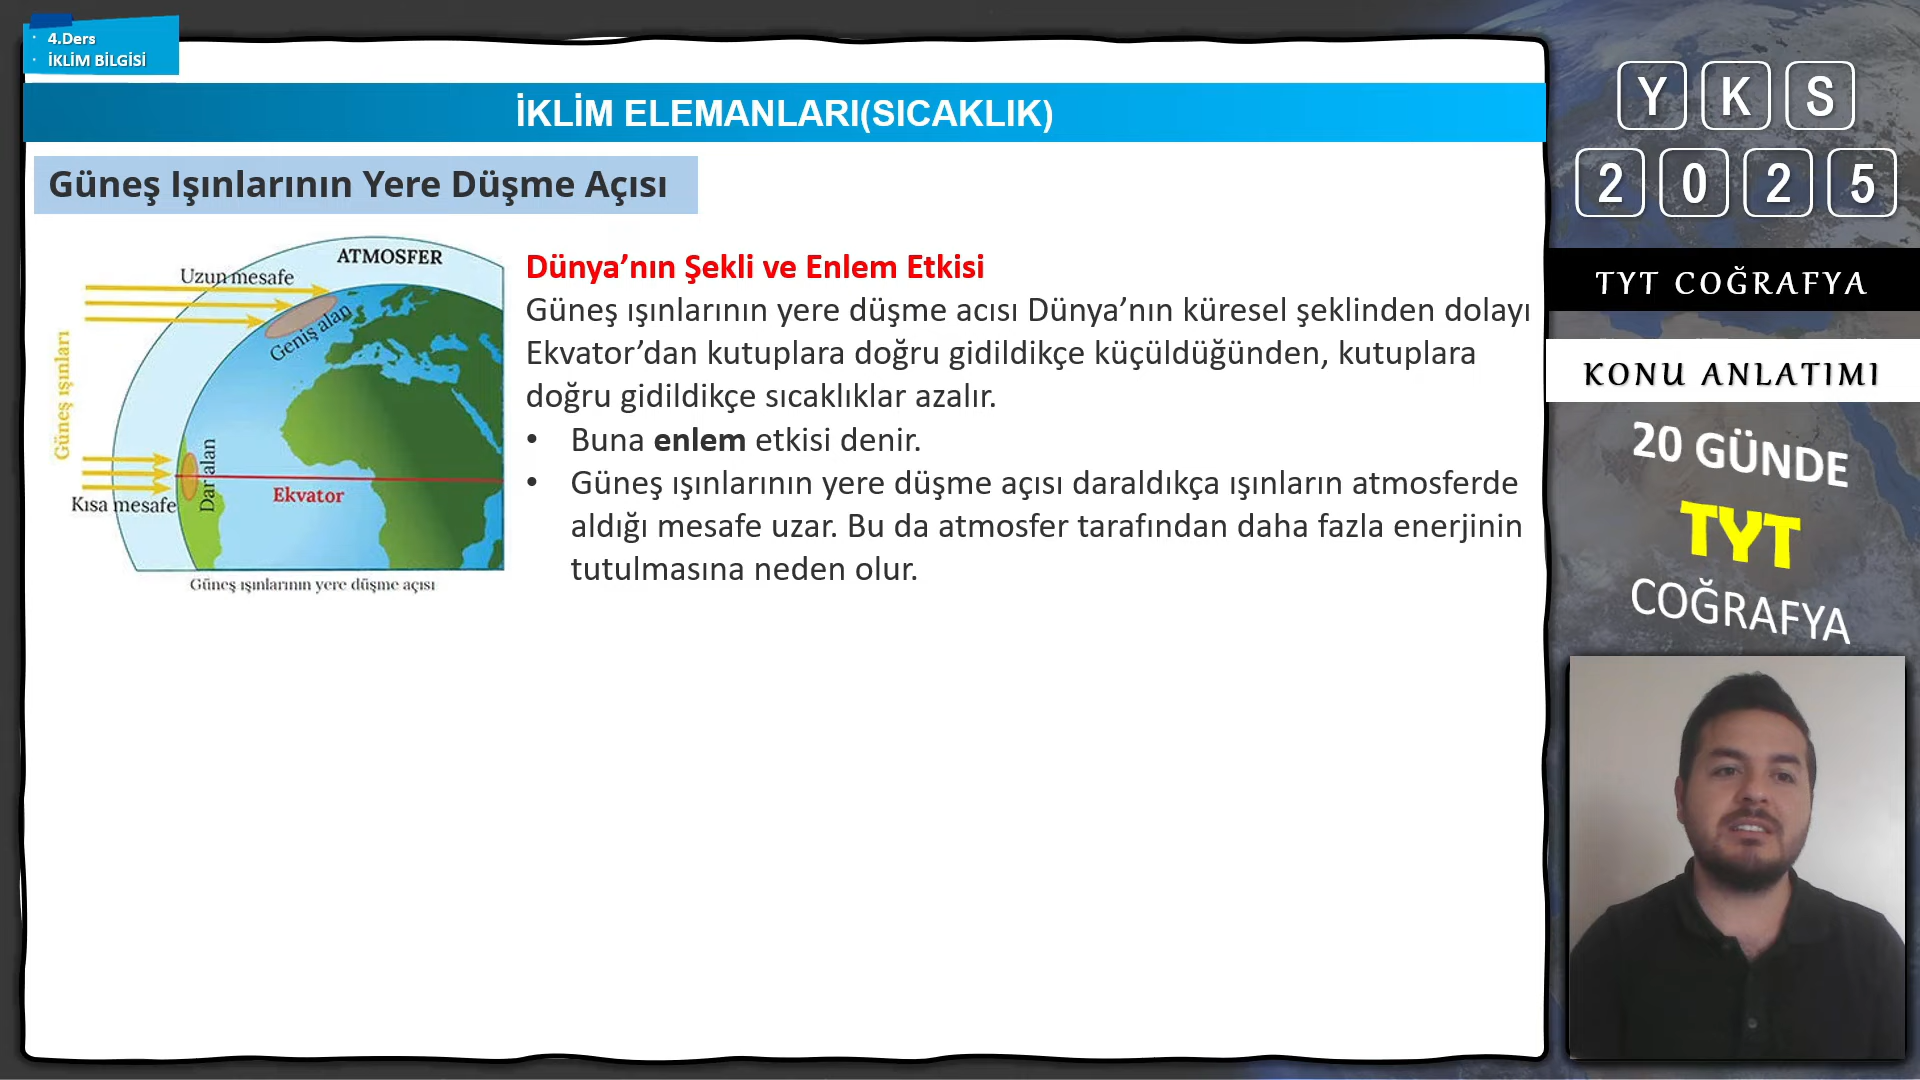 4.Ders
İKLİM BİLGİSİ
İKLİM ELEMANLARI(SICAKLIK)
Güneş Işınlarının Yere Düşme Açısı
ATMOSFER
Uzun mesafe
Geniş alan
Güneş ışınları
Dar alan
Ekvator
Kısa mesafe
Güneş ışınlarının yere düşme açısı
Dünya’nın Şekli ve Enlem Etkisi
Güneş ışınlarının yere düşme acısı Dünya’nın küresel şeklinden dolayı
Ekvator’dan kutuplara doğru gidildikçe küçüldüğünden, kutuplara
doğru gidildikçe sıcaklıklar azalır.
• Buna enlem etkisi denir.
• Güneş ışınlarının yere düşme açısı daraldıkça ışınların atmosferde
aldığı mesafe uzar. Bu da atmosfer tarafından daha fazla enerjinin
tutulmasına neden olur.
YKS
2025
TYT COĞRAFYA
KONU ANLATIMI
20 GÜNDE
TYT
COĞRAFYA